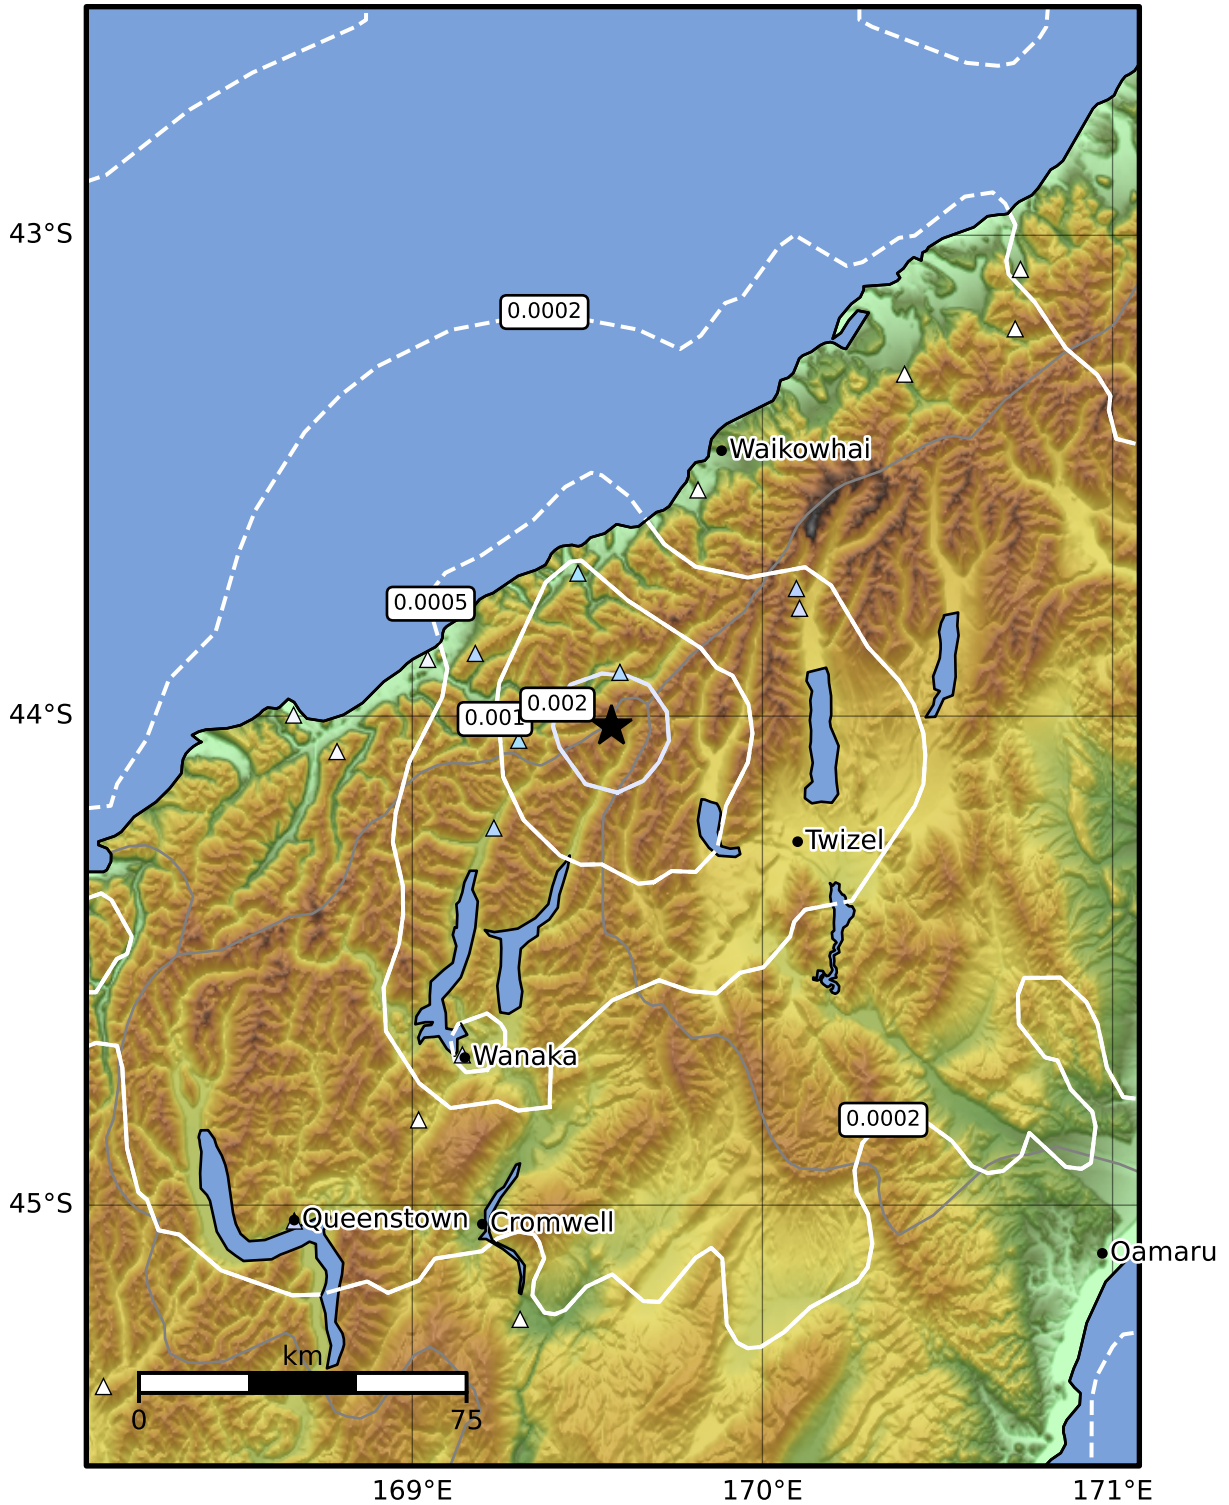 43°S
0.0002
Waikowhai
0.0005
44°S
0.001
0.002
Twizel
Wanaka
0.0002
45°S
Queenstown
Cromwell
Oamaru
km
0
75
169°E
170°E
171°E